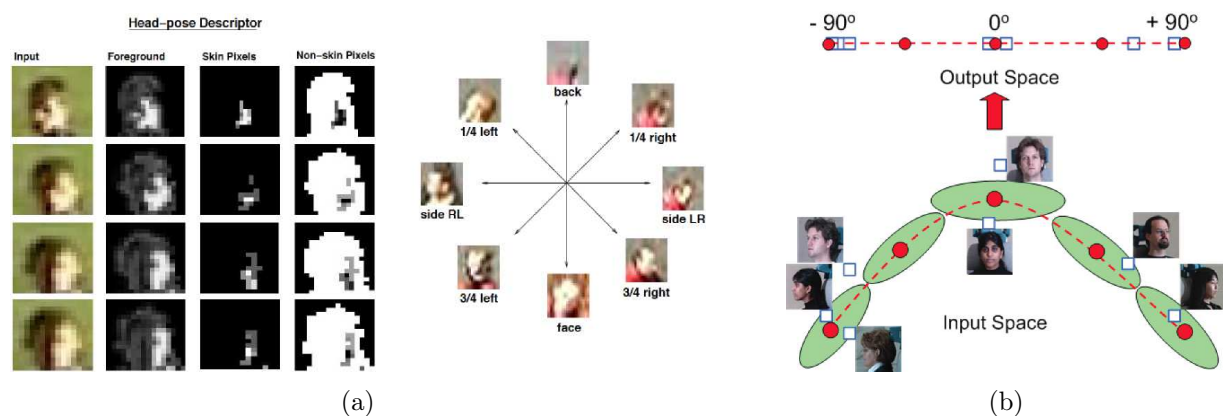 Head-pose Descriptor
Input Foreground Skin Pixels Non-skin Pixels
back
1/4 left
1/4 right
side RL
side LR
3/4 left
3/4 right
face
(a)
- 90º 0º + 90º
Output Space
Input Space
(b)